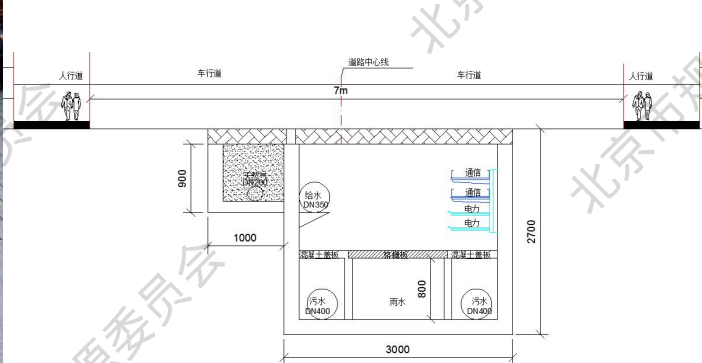 道路中心线
人行道
车行道
车行道
人行道
7m
天然气
DN200
给水
DN350
通信
通信
电力
电力
900
1000
2700
混凝土盖板
格栅板
混凝土盖板
污水
DN400
雨水
800
污水
DN400
3000
北京市规
源委员会
员会
北